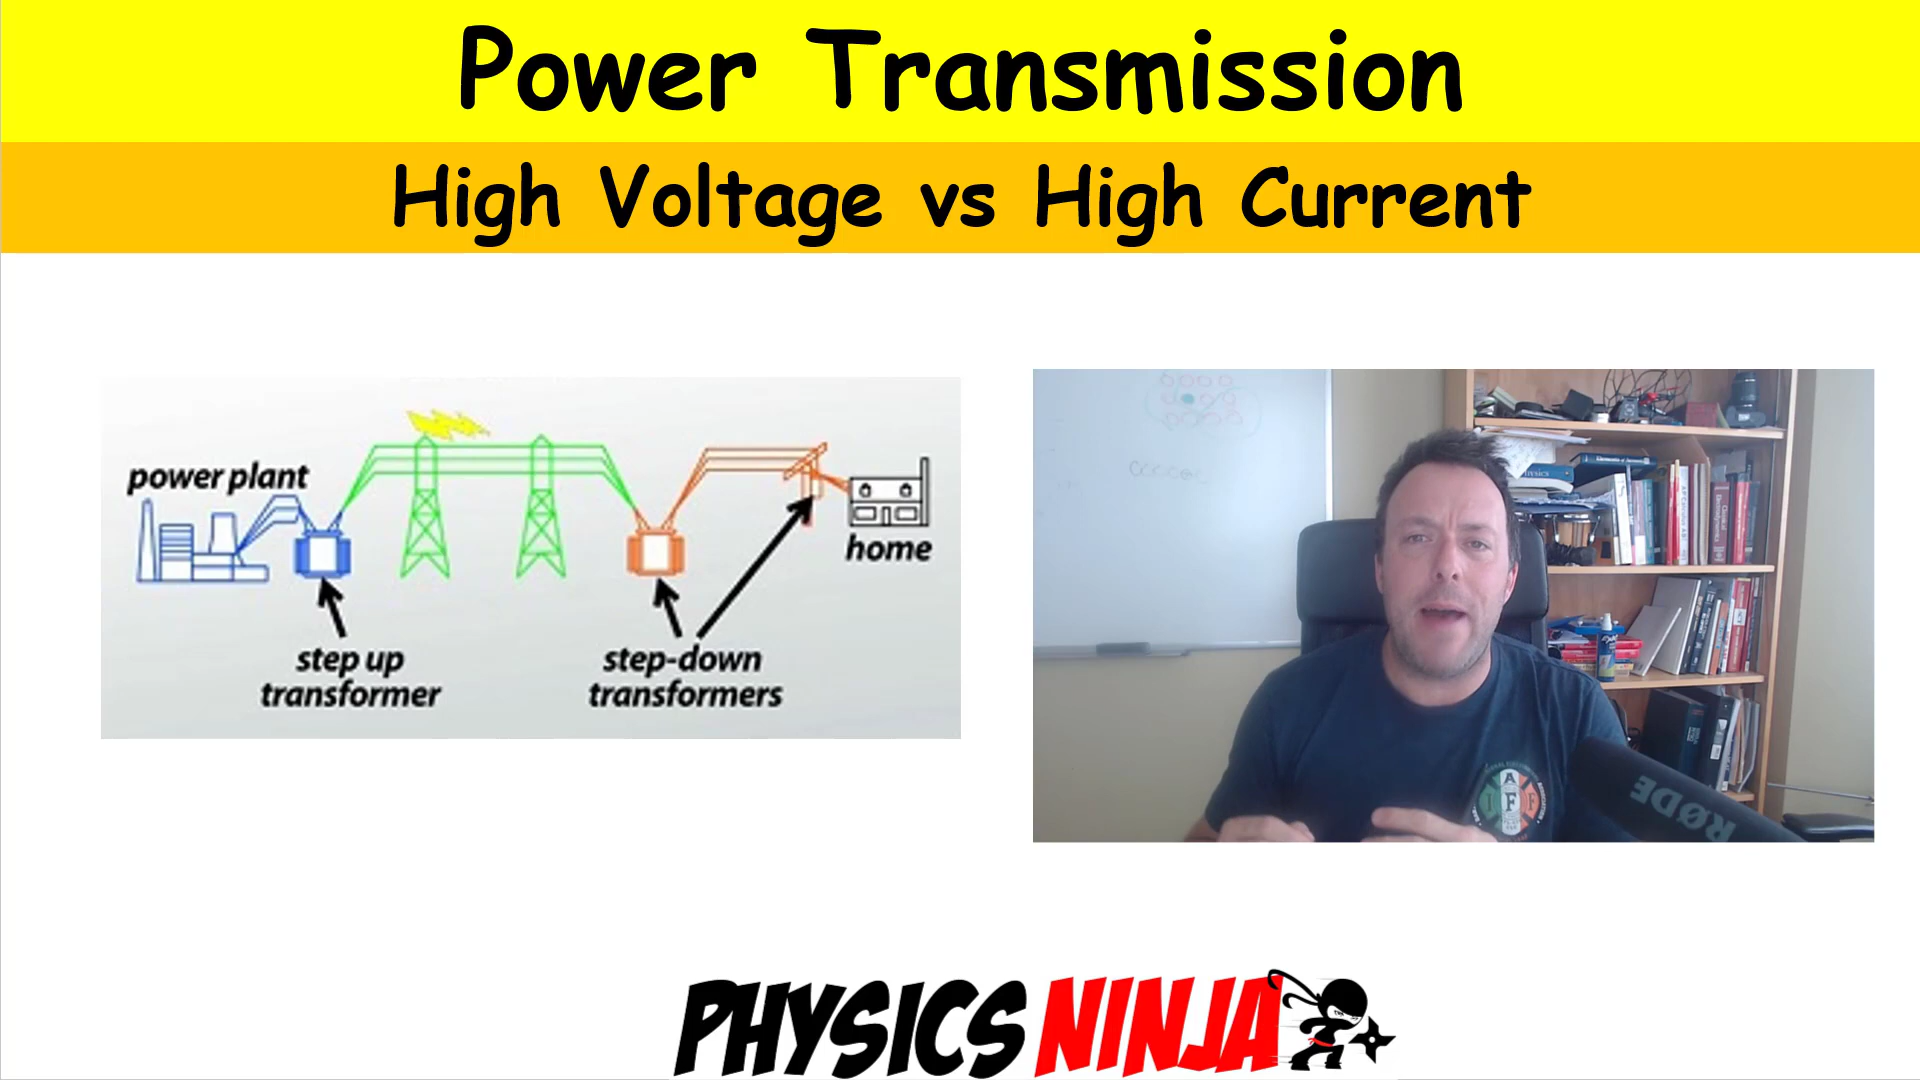 Power Transmission
High Voltage vs High Current
power plant
home
step up
transformer
step-down
transformers
RØDE
A
I F F
PHYSICS NINJA